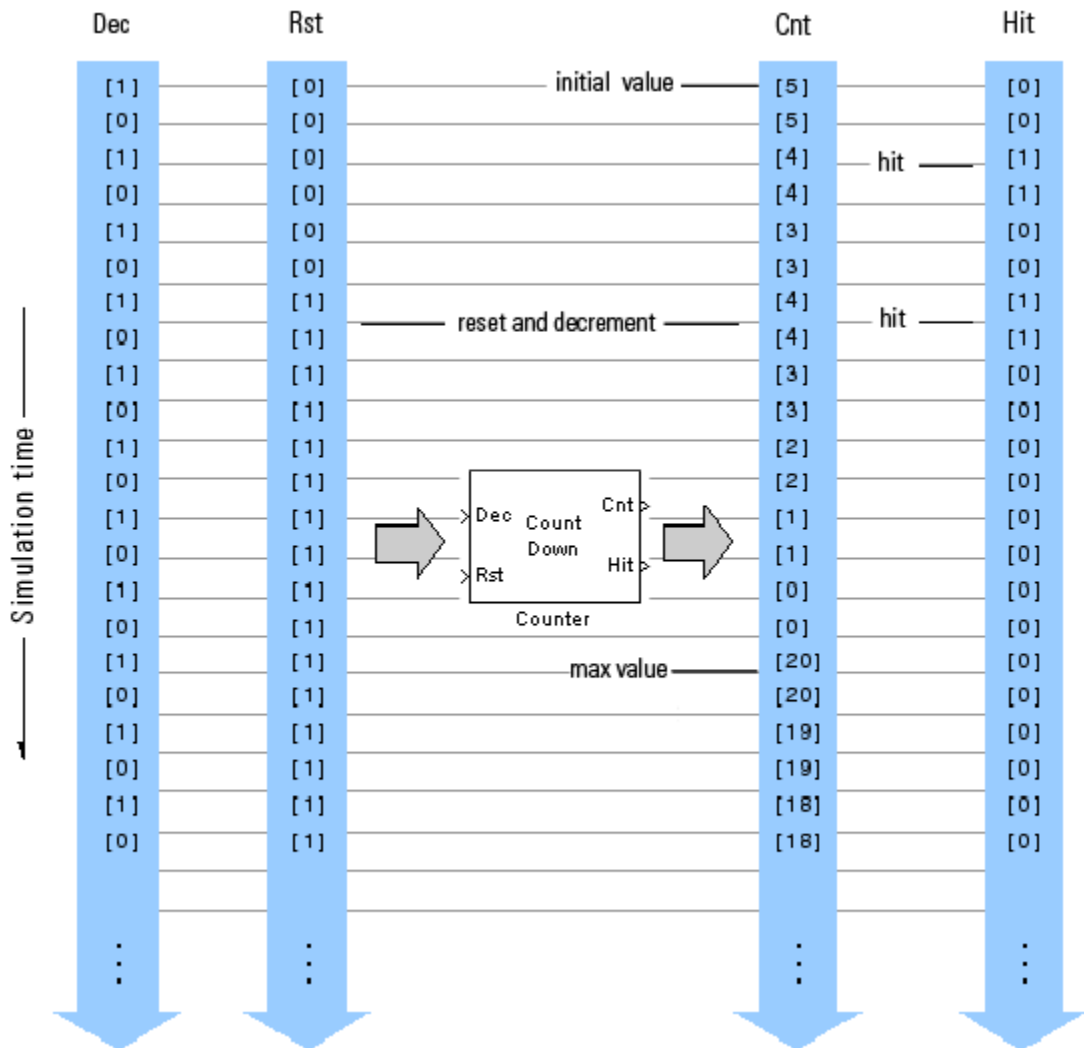 Dec Rst Cnt Hit
[1] [0] initial value [5] [0]
[0] [0] [5] [0]
[1] [0] [4] hit [1]
[0] [0] [4] [1]
[1] [0] [3] [0]
[0] [0] [3] [0]
[1] [1] [4] hit [1]
[0] [1] reset and decrement [4] [1]
[1] [1] [3] [0]
[0] [1] [3] [0]
[1] [1] [2] [0]
[0] [1] [2] [0]
[1] [1] [1] [0]
[0] [1] [1] [0]
[1] [1] [0] [0]
[0] [1] [0] [0]
[1] [1] max value [20] [0]
[0] [1] [20] [0]
[1] [1] [19] [0]
[0] [1] [19] [0]
[1] [1] [18] [0]
[0] [1] [18] [0]
Simulation time
Dec Count Down Cnt
Rst Hit
Counter